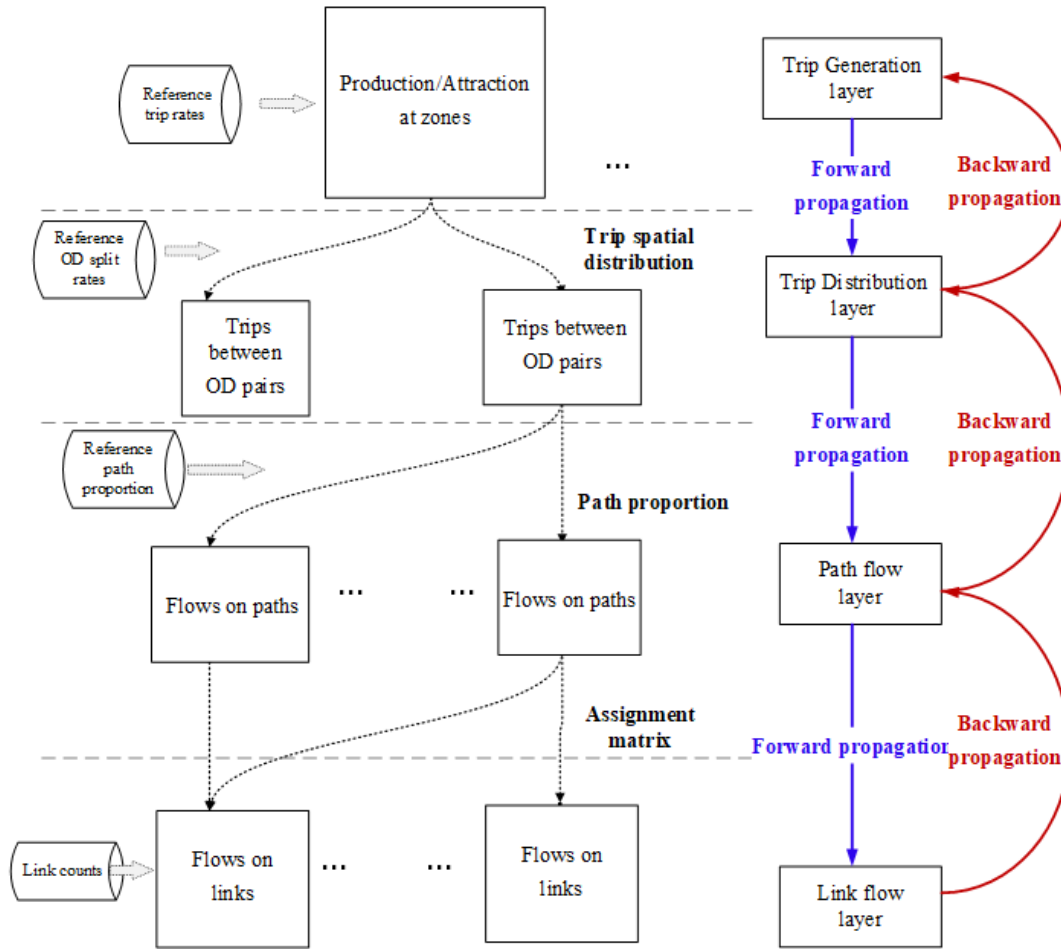 Reference
trip rates
Production/Attraction
at zones
...
Trip Generation
layer
Forward
propagation
Backward
propagation
Reference
OD split
rates
Trip spatial
distribution
Trips
between
OD pairs
Trips between
OD pairs
Trip Distribution
layer
Forward
propagation
Backward
propagation
Reference
path
proportion
Path proportion
Flows on paths
...
...
Flows on paths
Path flow
layer
Assignment
matrix
Forward propagation
Backward
propagation
Link counts
Flows on
links
...
...
Flows on
links
Link flow
layer